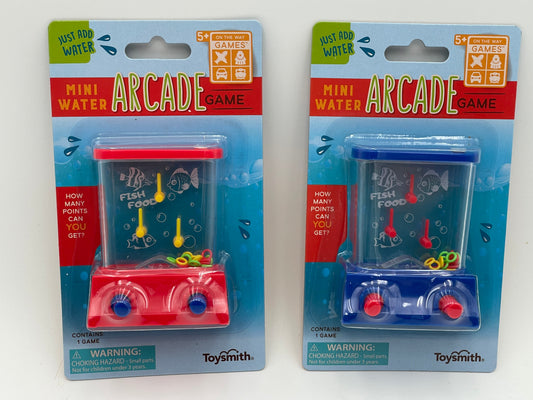 JUST ADD
WATER
5+
ON THE WAY
GAMES
MINI
WATER
ARCADE
GAME
FISH
FOOD
HOW
MANY
POINTS
CAN
YOU
GET?
CONTAINS:
1 GAME
WARNING:
CHOKING HAZARD - Small parts
Not for children under 3 years.
Toysmith®
JUST ADD
WATER
5+
ON THE WAY
GAMES
MINI
WATER
ARCADE
GAME
FISH
FOOD
HOW
MANY
POINTS
CAN
YOU
GET?
CONTAINS:
1 GAME
WARNING:
CHOKING HAZARD - Small parts
Not for children under 3 years.
Toysmith®